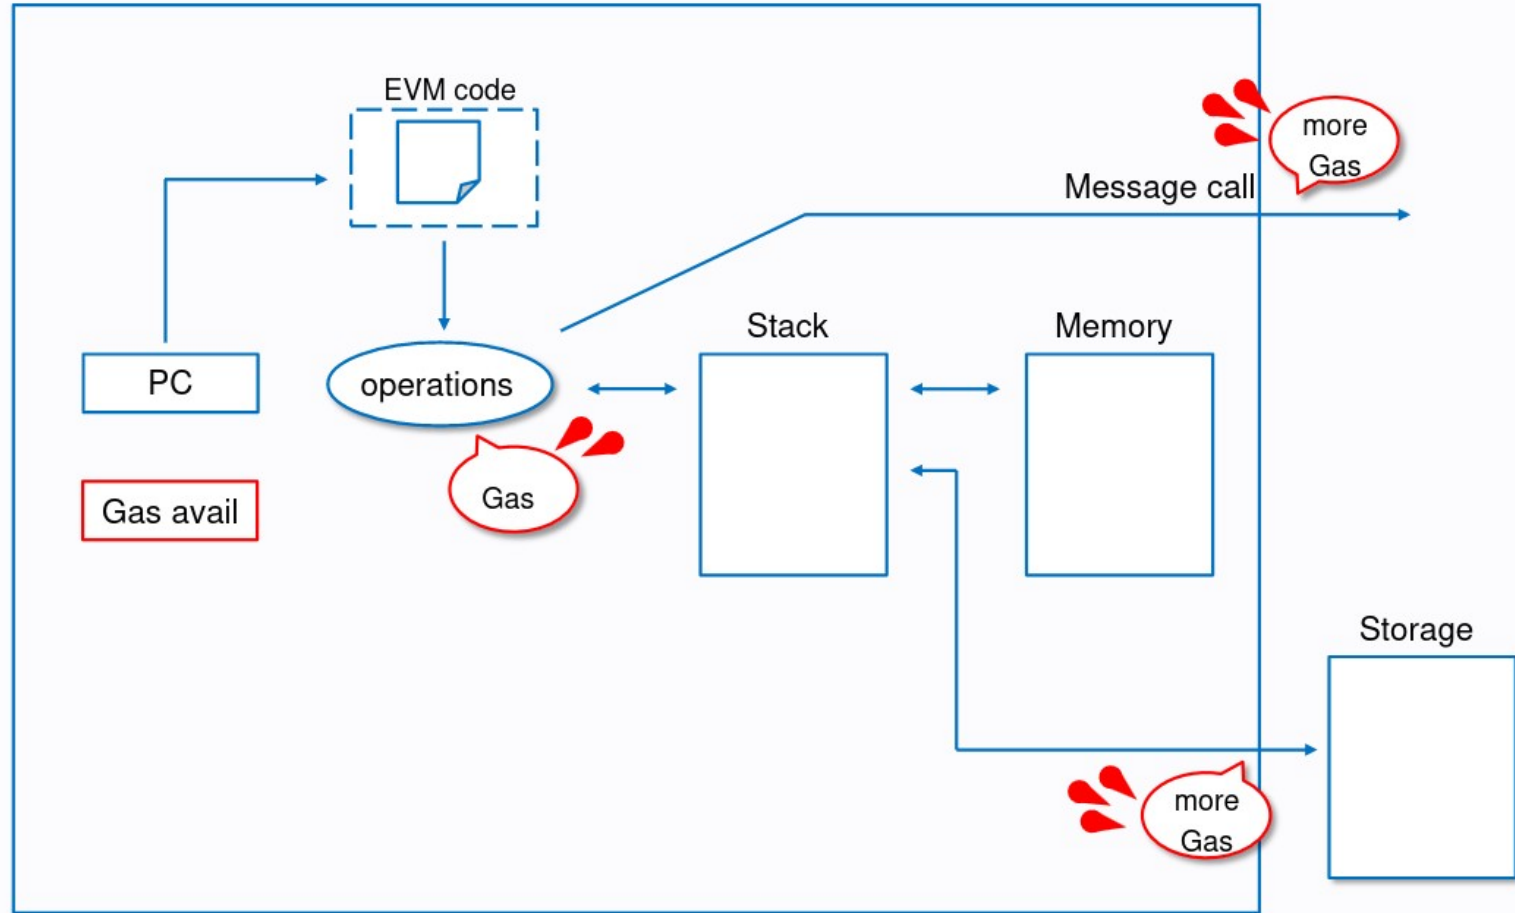 EVM code
more
Gas
Message call
Stack
Memory
PC
operations
Gas
Gas avail
Storage
more
Gas